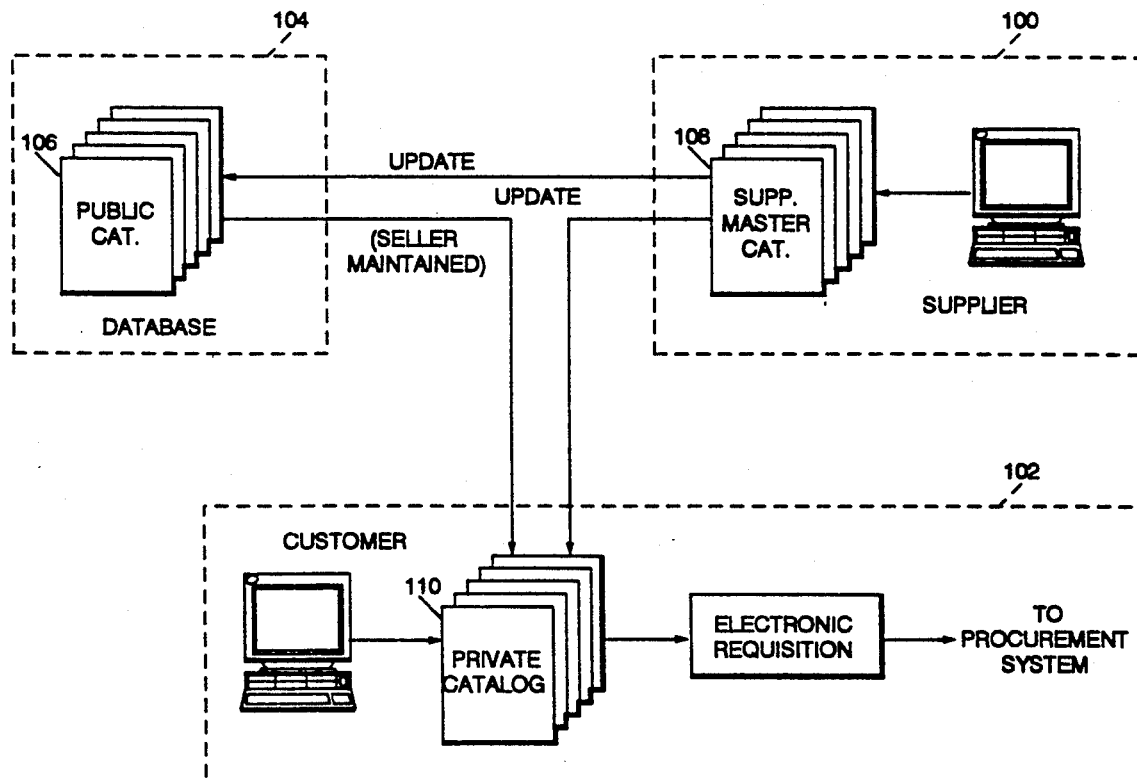 104
106
PUBLIC
CAT.
DATABASE
UPDATE
UPDATE
(SELLER
MAINTAINED)
100
108
SUPP.
MASTER
CAT.
SUPPLIER
102
CUSTOMER
110
PRIVATE
CATALOG
ELECTRONIC
REQUISITION
TO
PROCUREMENT
SYSTEM